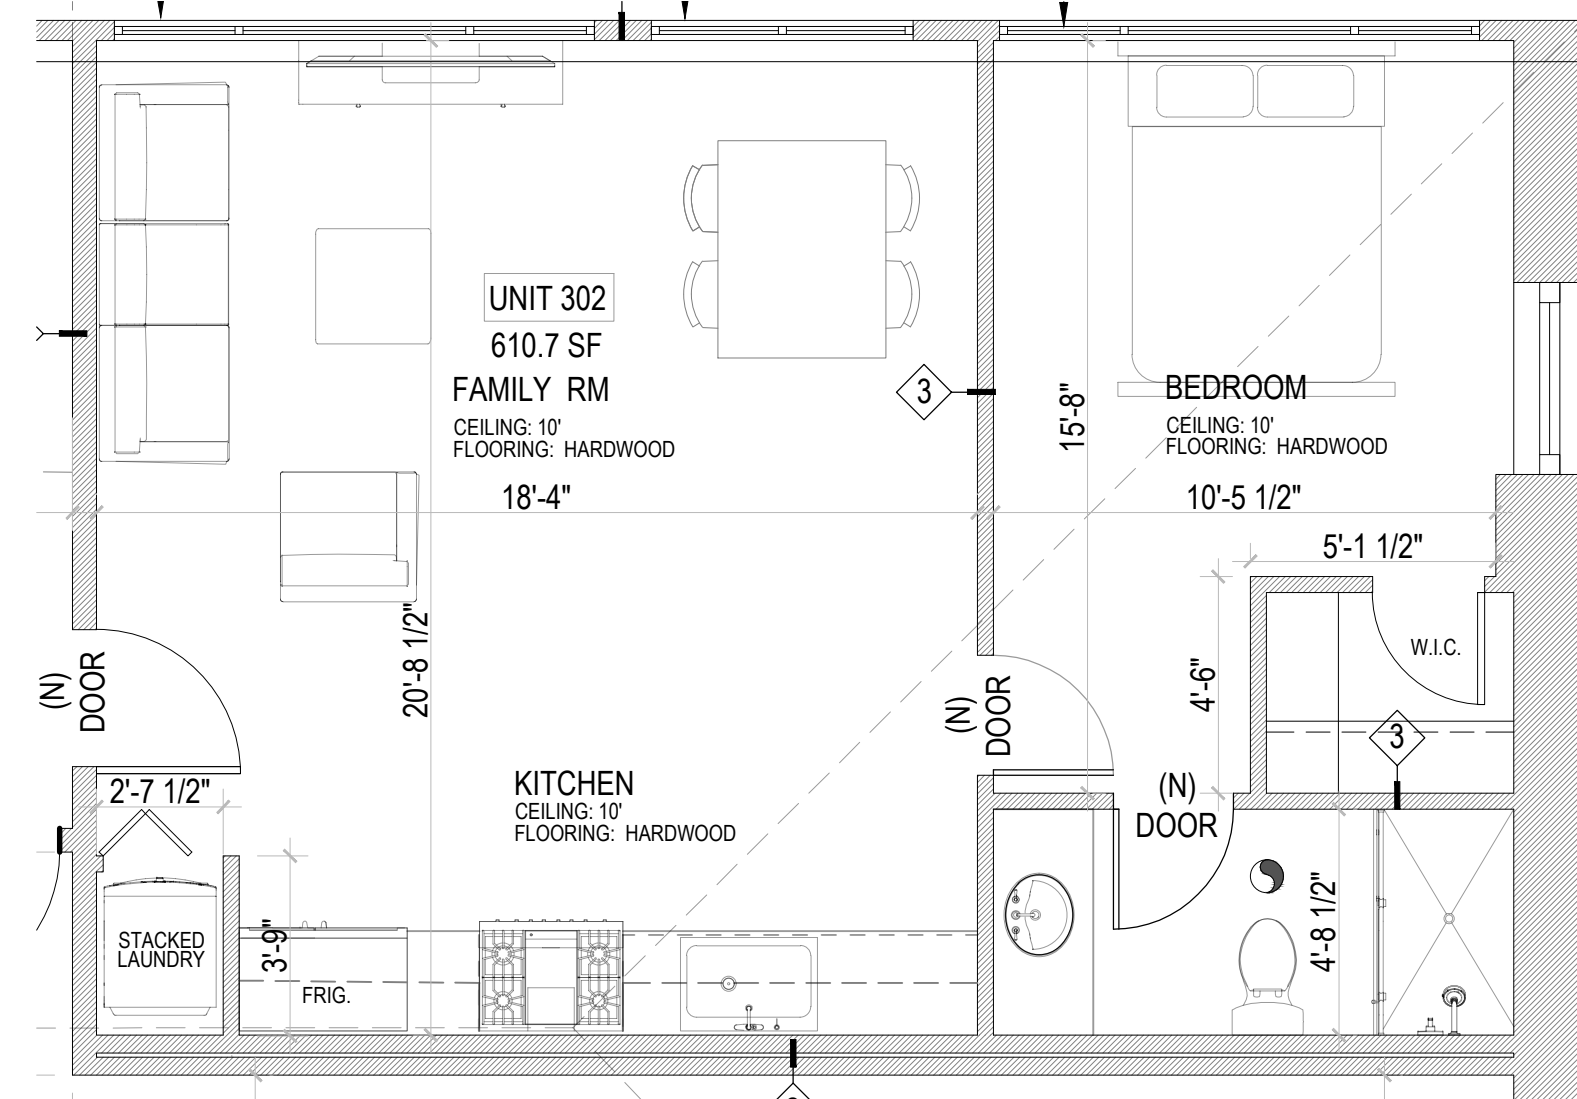 UNIT 302
610.7 SF
FAMILY RM
CEILING: 10'
FLOORING: HARDWOOD
18'-4"
20'-8 1/2"
3
15'-8"
BEDROOM
CEILING: 10'
FLOORING: HARDWOOD
10'-5 1/2"
5'-1 1/2"
W.I.C.
4'-6"
3
(N)
DOOR
(N)
DOOR
(N)
DOOR
2'-7 1/2"
KITCHEN
CEILING: 10'
FLOORING: HARDWOOD
STACKED
LAUNDRY
3'-9"
FRIG.
4'-8 1/2"